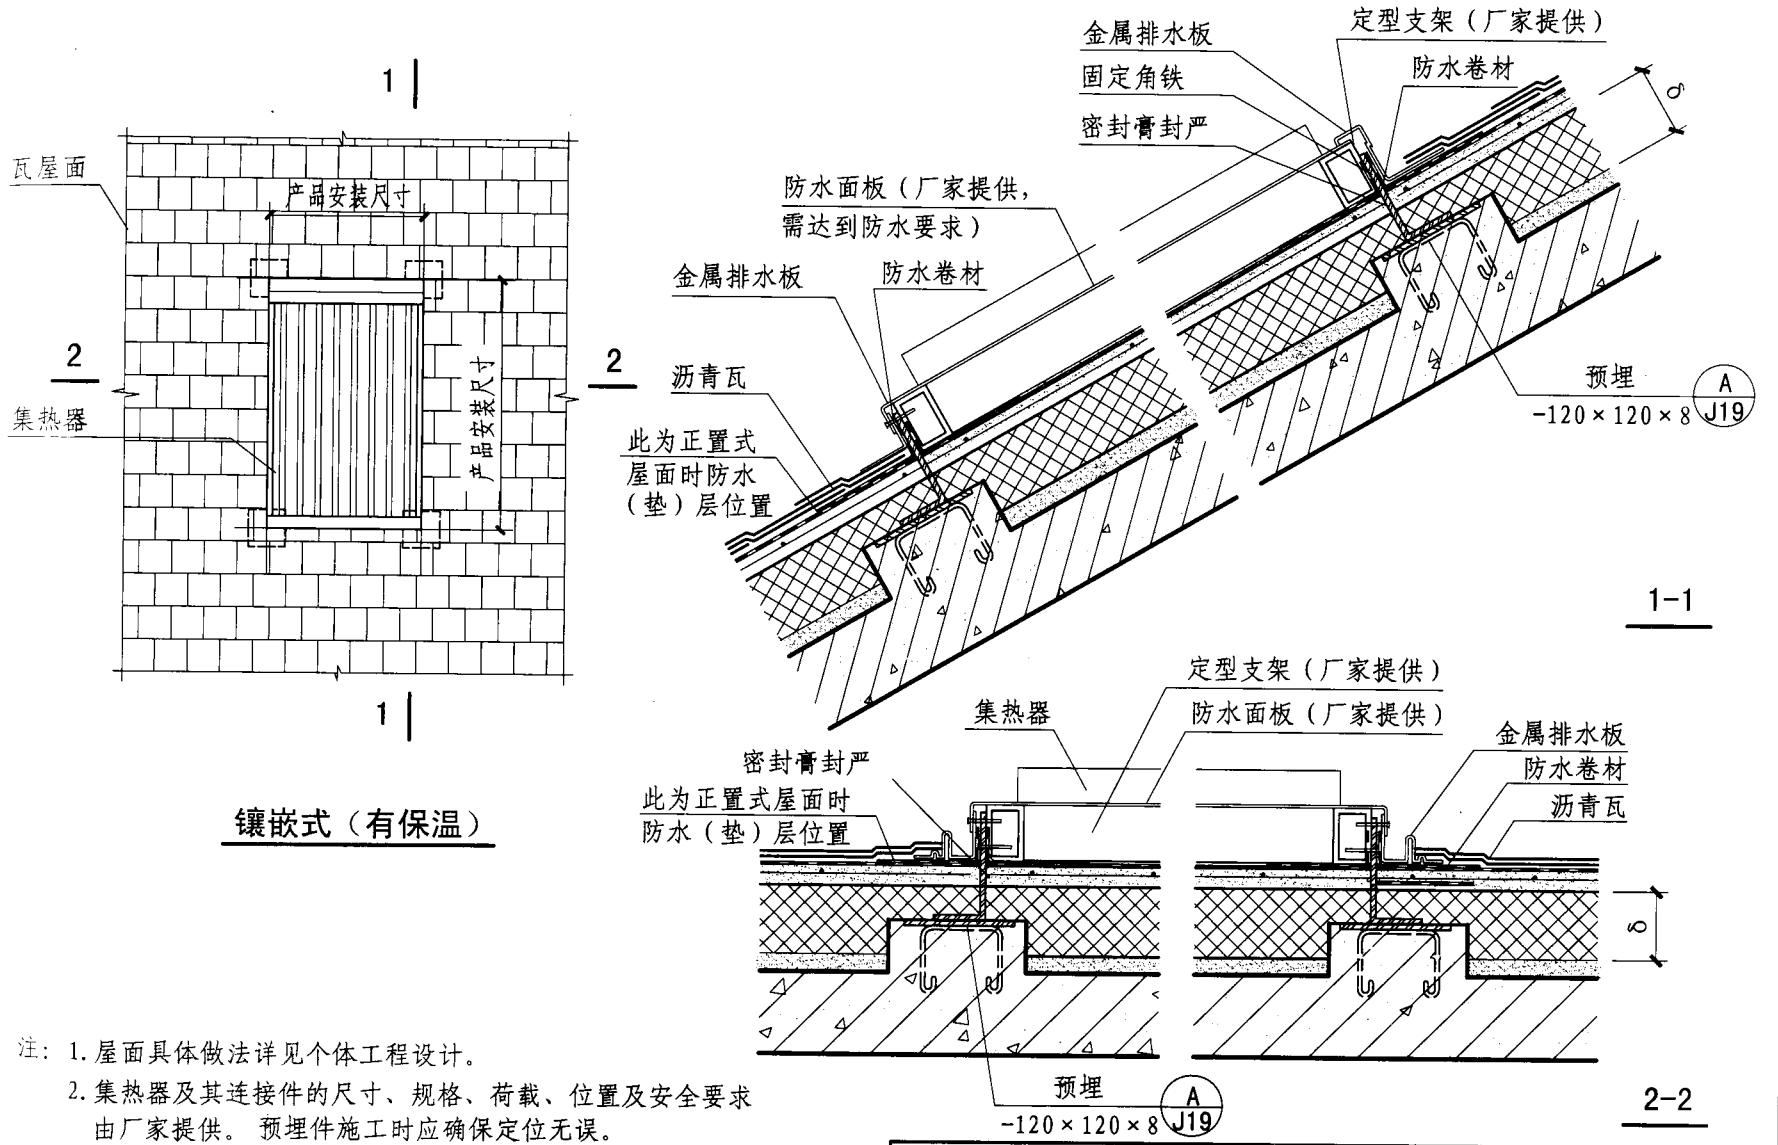 1
瓦屋面
产品安装尺寸
2
2
产品安装尺寸
集热器
1
镶嵌式（有保温）
金属排水板
固定角铁
密封膏封严
定型支架（厂家提供）
防水卷材
δ
防水面板（厂家提供，
需达到防水要求）
金属排水板
防水卷材
沥青瓦
此为正置式
屋面时防水
（垫）层位置
预埋
-120×120×8
A
J19
1-1
定型支架（厂家提供）
防水面板（厂家提供）
集热器
密封膏封严
此为正置式屋面时
防水（垫）层位置
金属排水板
防水卷材
沥青瓦
δ
预埋
-120×120×8
A
J19
2-2
注：1.屋面具体做法详见个体工程设计。
2.集热器及其连接件的尺寸、规格、荷载、位置及安全要求
由厂家提供。 预埋件施工时应确保定位无误。